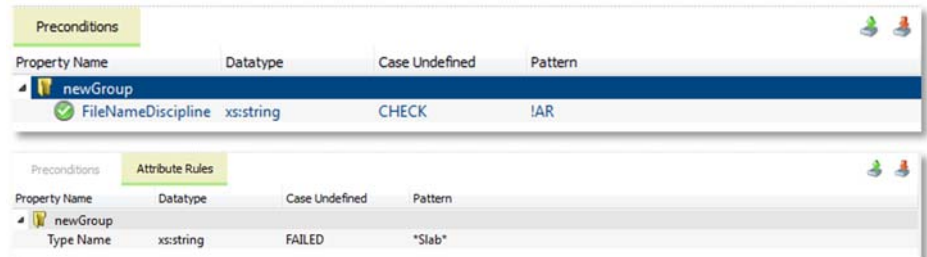 Preconditions
Property Name Datatype Case Undefined Pattern
newGroup
FileNameDiscipline xs:string CHECK !AR
Preconditions Attribute Rules
Property Name Datatype Case Undefined Pattern
newGroup
Type Name xs:string FAILED *Slab*